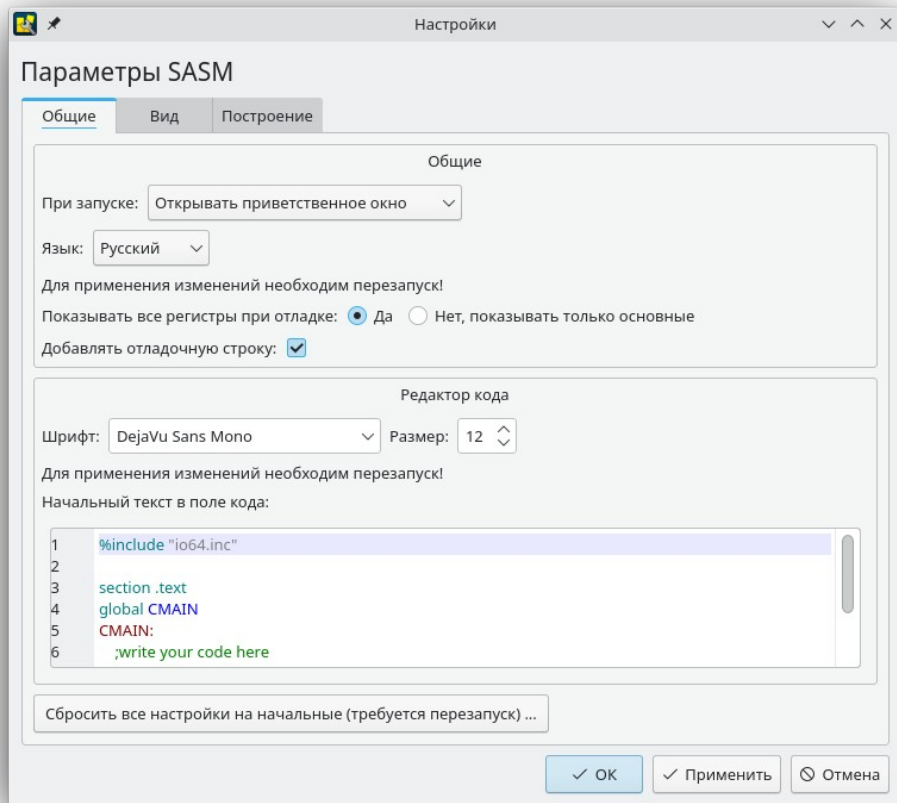 Настройки
Параметры SASM
Общие Вид Построение
Общие
При запуске: Открывать приветственное окно
Язык: Русский
Для применения изменений необходим перезапуск!
Показывать все регистры при отладке: Да Нет, показывать только основные
Добавлять отладочную строку:
Редактор кода
Шрифт: DejaVu Sans Mono Размер: 12
Для применения изменений необходим перезапуск!
Начальный текст в поле кода:
1 %include "io64.inc"
2
3 section .text
4 global CMAIN
5 CMAIN:
6 ;write your code here
Сбросить все настройки на начальные (требуется перезапуск) ...
ОК Применить Отмена